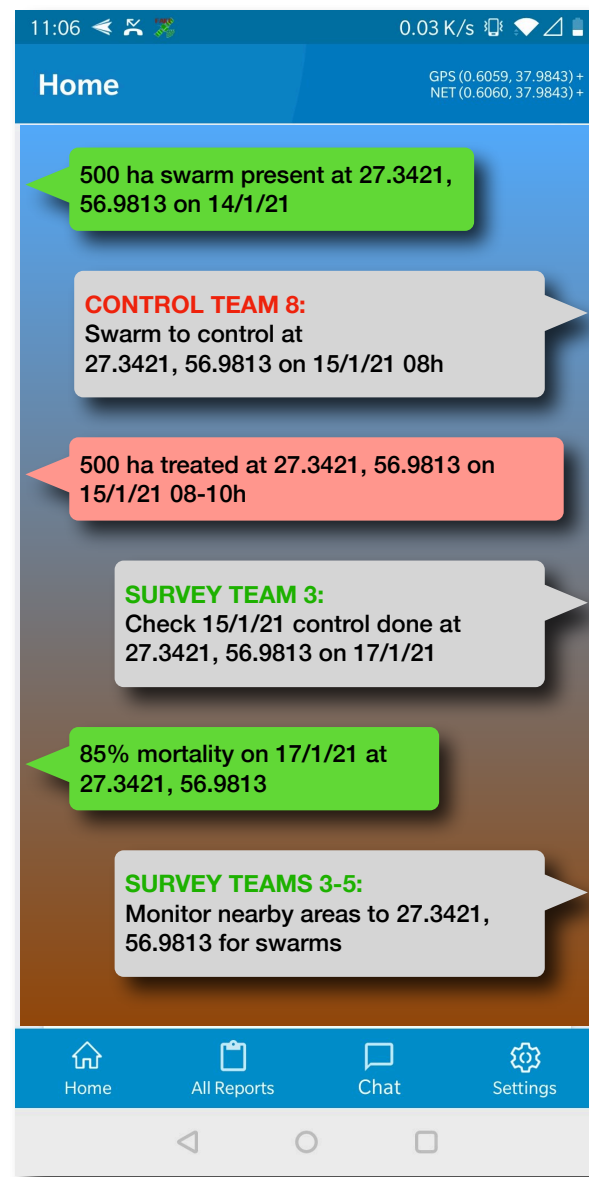 11:06 0.03 K/s
Home
GPS (0.6059, 37.9843) +
NET (0.6060, 37.9843) +
500 ha swarm present at 27.3421,
56.9813 on 14/1/21
CONTROL TEAM 8:
Swarm to control at
27.3421, 56.9813 on 15/1/21 08h
500 ha treated at 27.3421, 56.9813 on
15/1/21 08-10h
SURVEY TEAM 3:
Check 15/1/21 control done at
27.3421, 56.9813 on 17/1/21
85% mortality on 17/1/21 at
27.3421, 56.9813
SURVEY TEAMS 3-5:
Monitor nearby areas to 27.3421,
56.9813 for swarms
Home All Reports Chat Settings